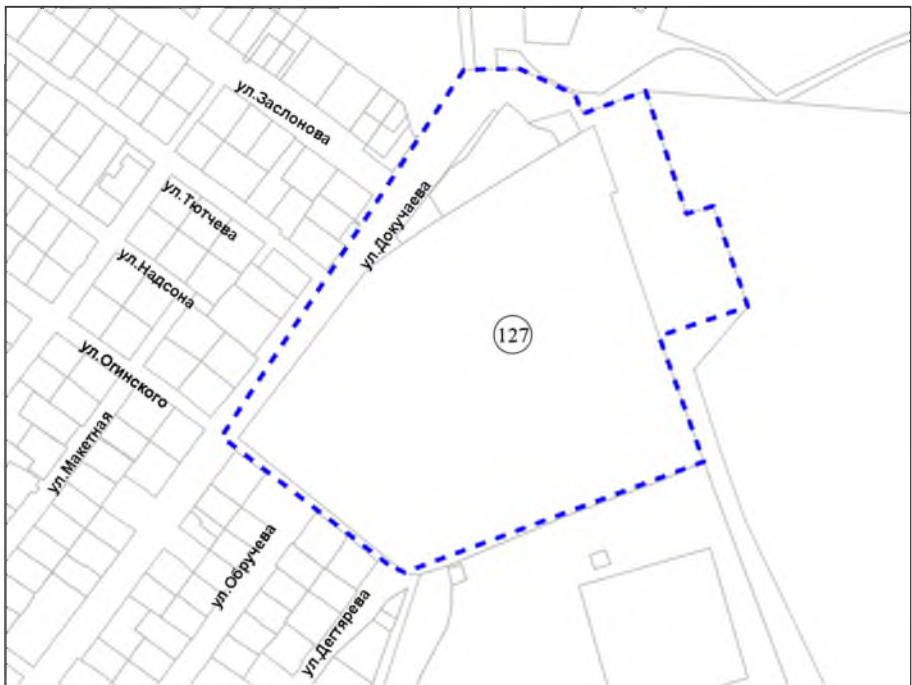 ул.Заслонова
ул.Тютчева
ул.Докучаева
ул.Надсона
127
ул.Огинского
ул.Макетная
ул.Обручева
ул.Дегтярева